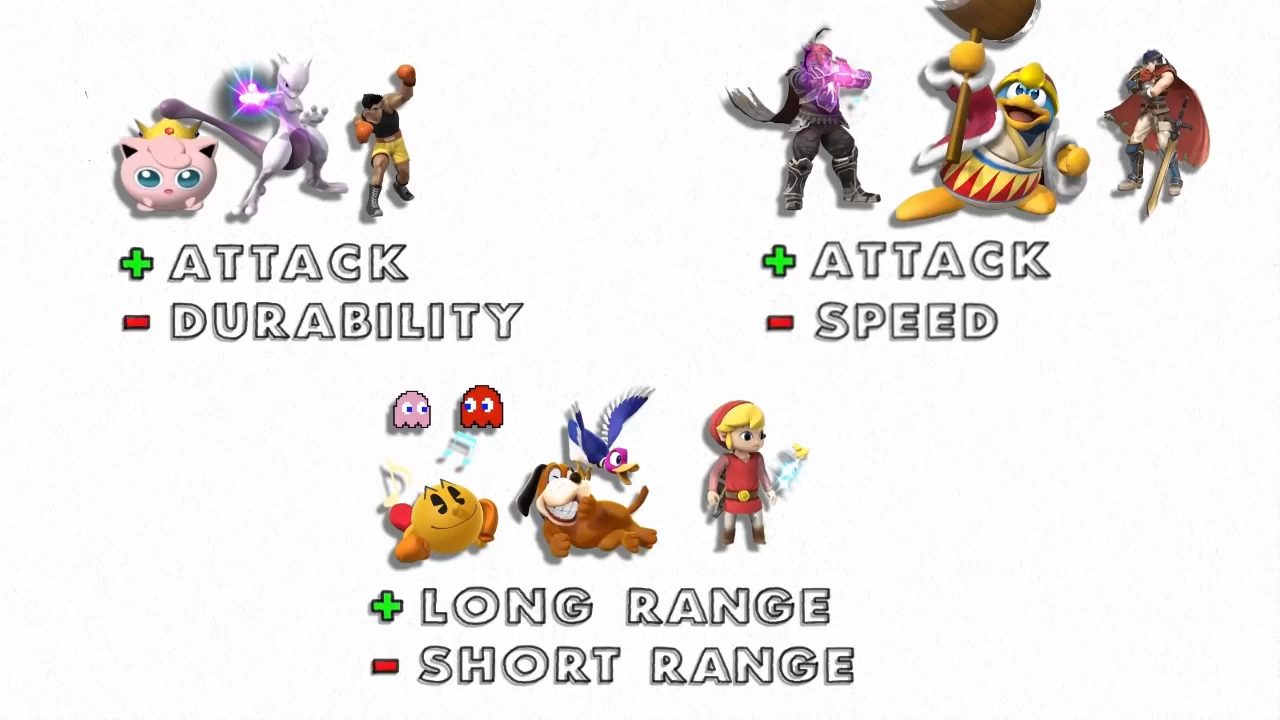 + ATTACK
- DURABILITY
+ ATTACK
- SPEED
+ LONG RANGE
- SHORT RANGE